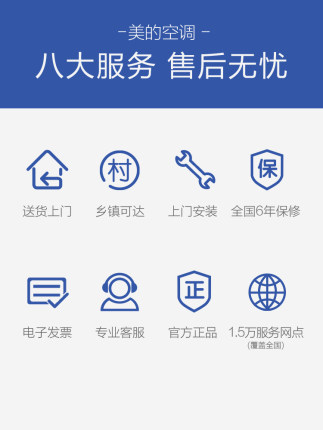 -美的空调-
八大服务 售后无忧
村
保
送货上门 乡镇可达 上门安装 全国6年保修
正
电子发票 专业客服 官方正品 1.5万服务网点
(覆盖全国)